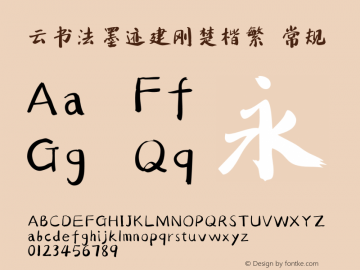 云书法墨迹建刚楚楷繁 常规
Aa Ff
Gg Qq
永
ABCDEFGHIJKLMNOPQRSTUVWXYZ
abcdefghijklmnopqrstuvwxyz
0123456789
Powered by fontke.com